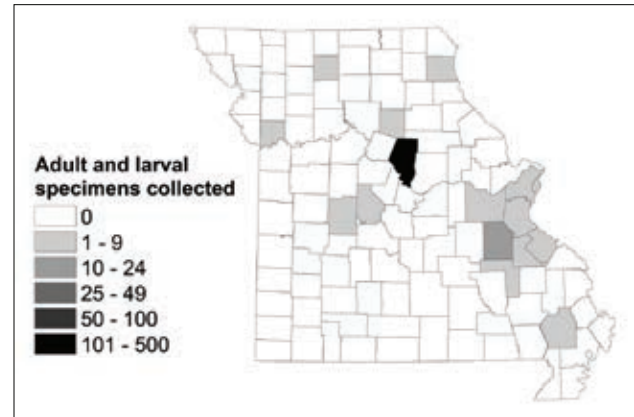 Adult and larval
specimens collected
0
1 - 9
10 - 24
25 - 49
50 - 100
101 - 500